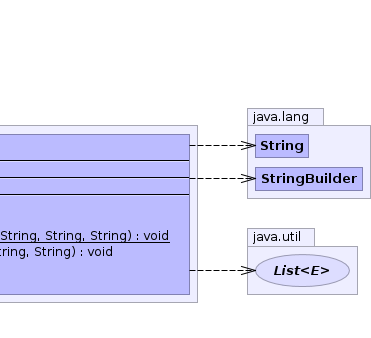 java.lang
String
StringBuilder
String, String, String) : void
tring, String) : void
java.util
List<E>